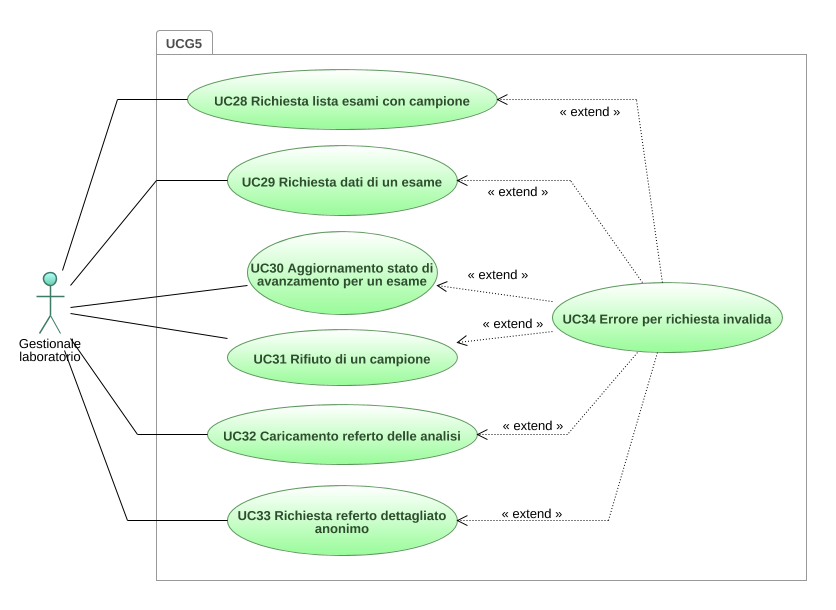 UCG5
UC28 Richiesta lista esami con campione
« extend »
UC29 Richiesta dati di un esame
« extend »
UC30 Aggiornamento stato di
avanzamento per un esame
« extend »
UC34 Errore per richiesta invalida
« extend »
UC31 Rifiuto di un campione
Gestionale
laboratorio
UC32 Caricamento referto delle analisi
« extend »
UC33 Richiesta referto dettagliato
anonimo
« extend »